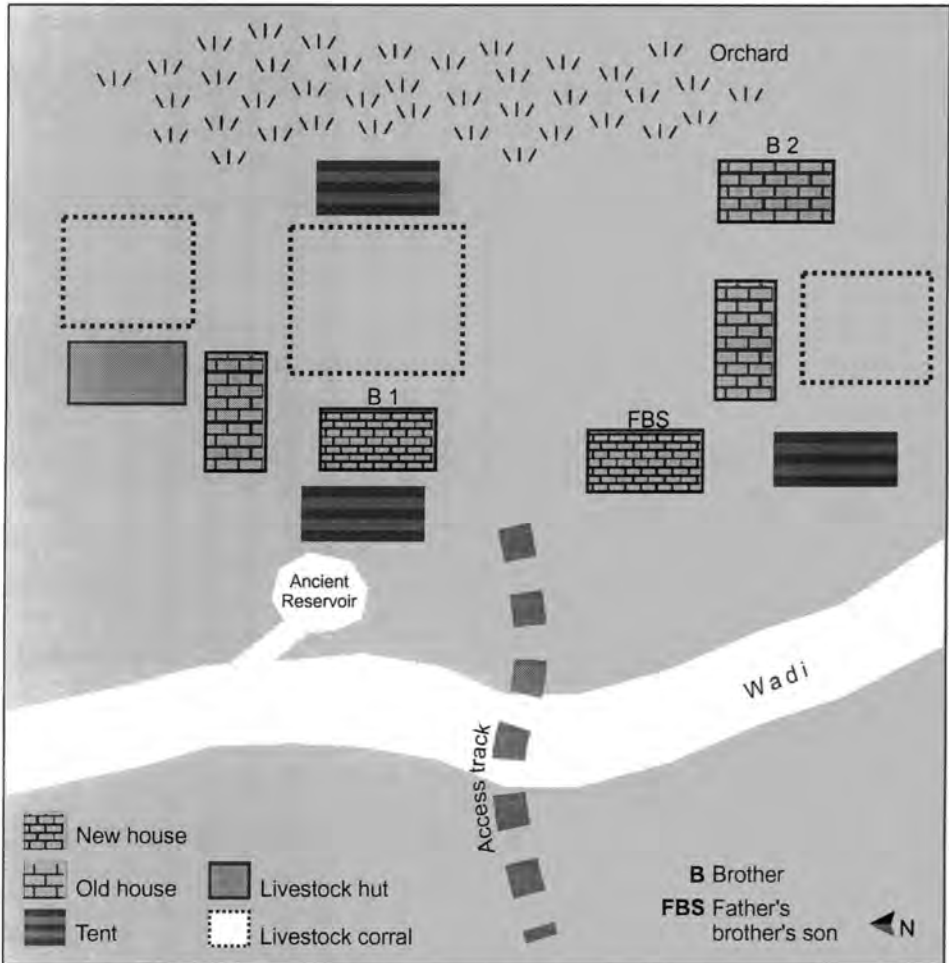 Orchard
B 2
B 1
FBS
Ancient
Reservoir
Wadi
Access track
New house
Old house
Tent
Livestock hut
Livestock corral
B Brother
FBS Father's
brother's son
N